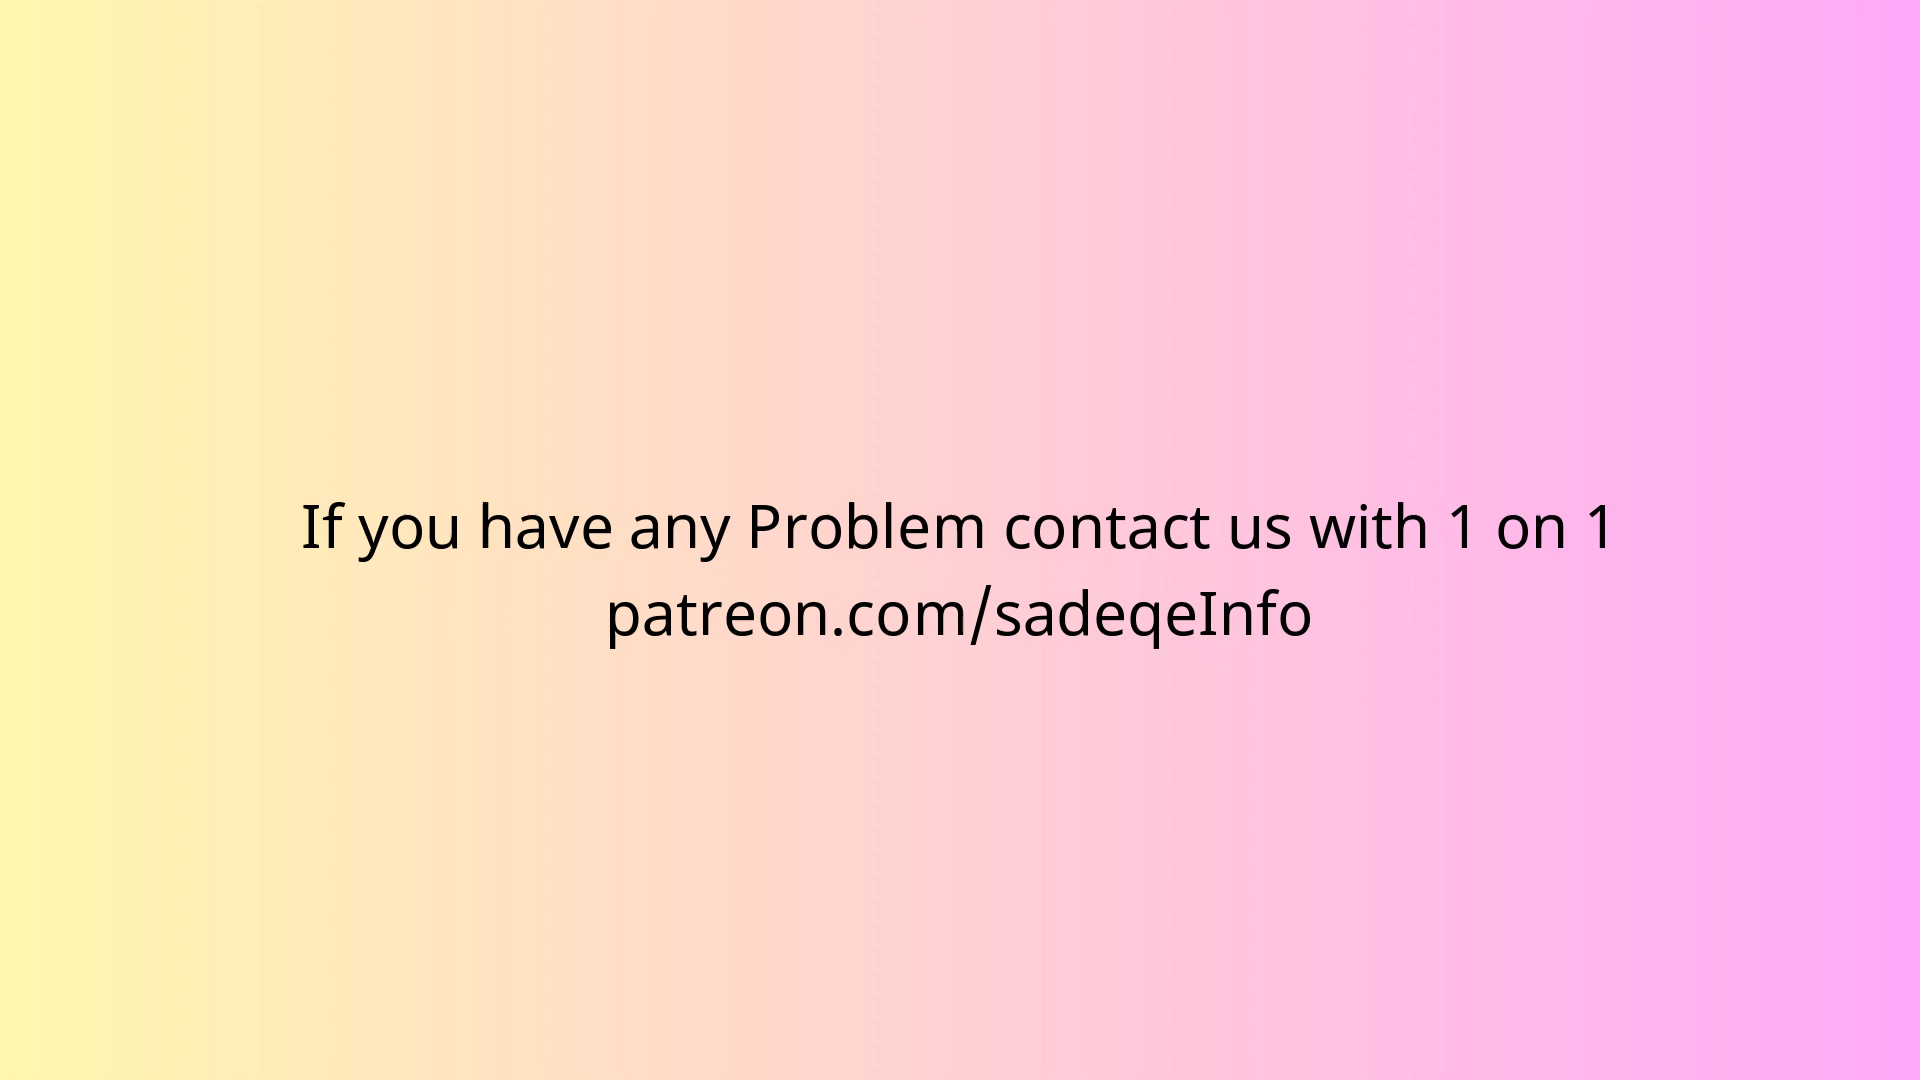 If you have any Problem contact us with 1 on 1
patreon.com/sadeqeInfo